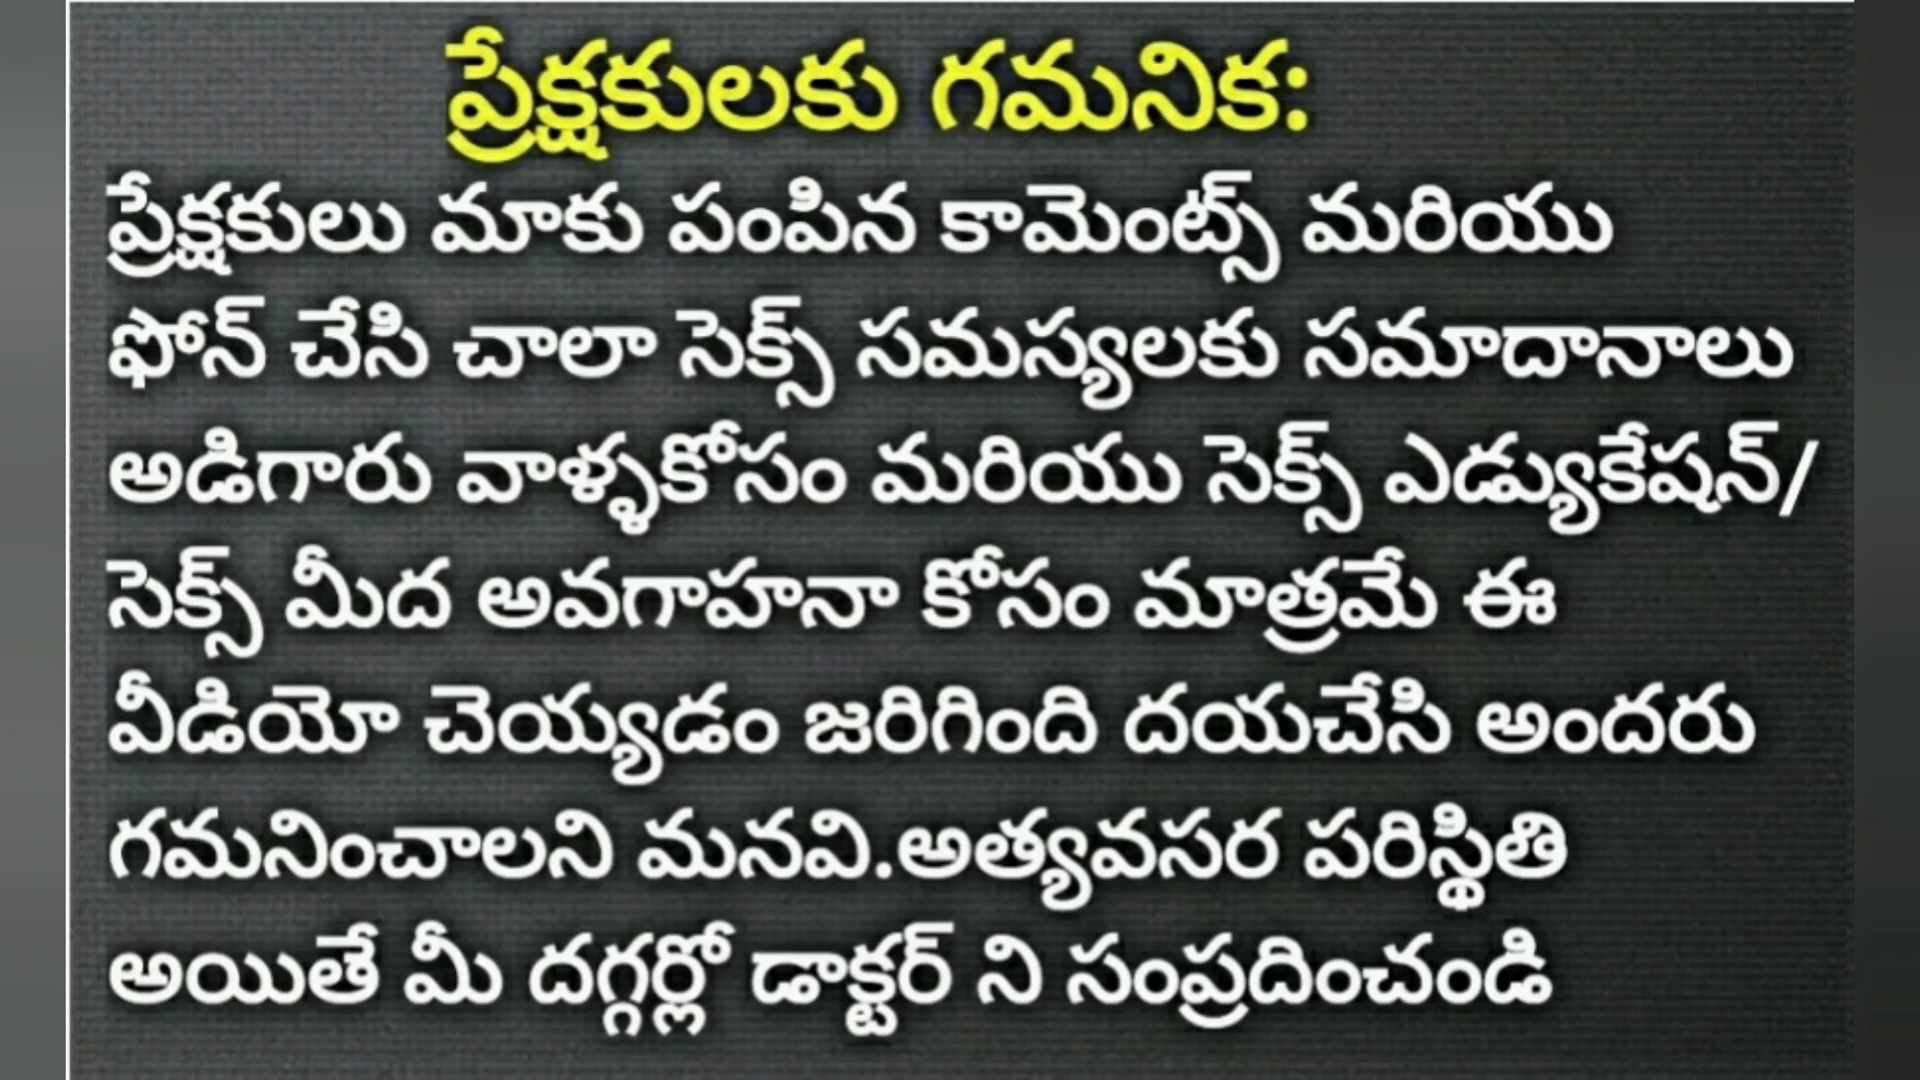 ప్రేక్షకులకు గమనిక:
ప్రేక్షకులు మాకు పంపిన కామెంట్స్ మరియు
ఫోన్ చేసి చాలా సెక్స్ సమస్యలకు సమాదానాలు
అడిగారు వాళ్ళకోసం మరియు సెక్స్ ఎడ్యుకేషన్/
సెక్స్ మీద అవగాహనా కోసం మాత్రమే ఈ
వీడియో చెయ్యడం జరిగింది దయచేసి అందరు
గమనించాలని మనవి.అత్యవసర పరిస్థితి
అయితే మీ దగ్గర్లో డాక్టర్ ని సంప్రదించండి